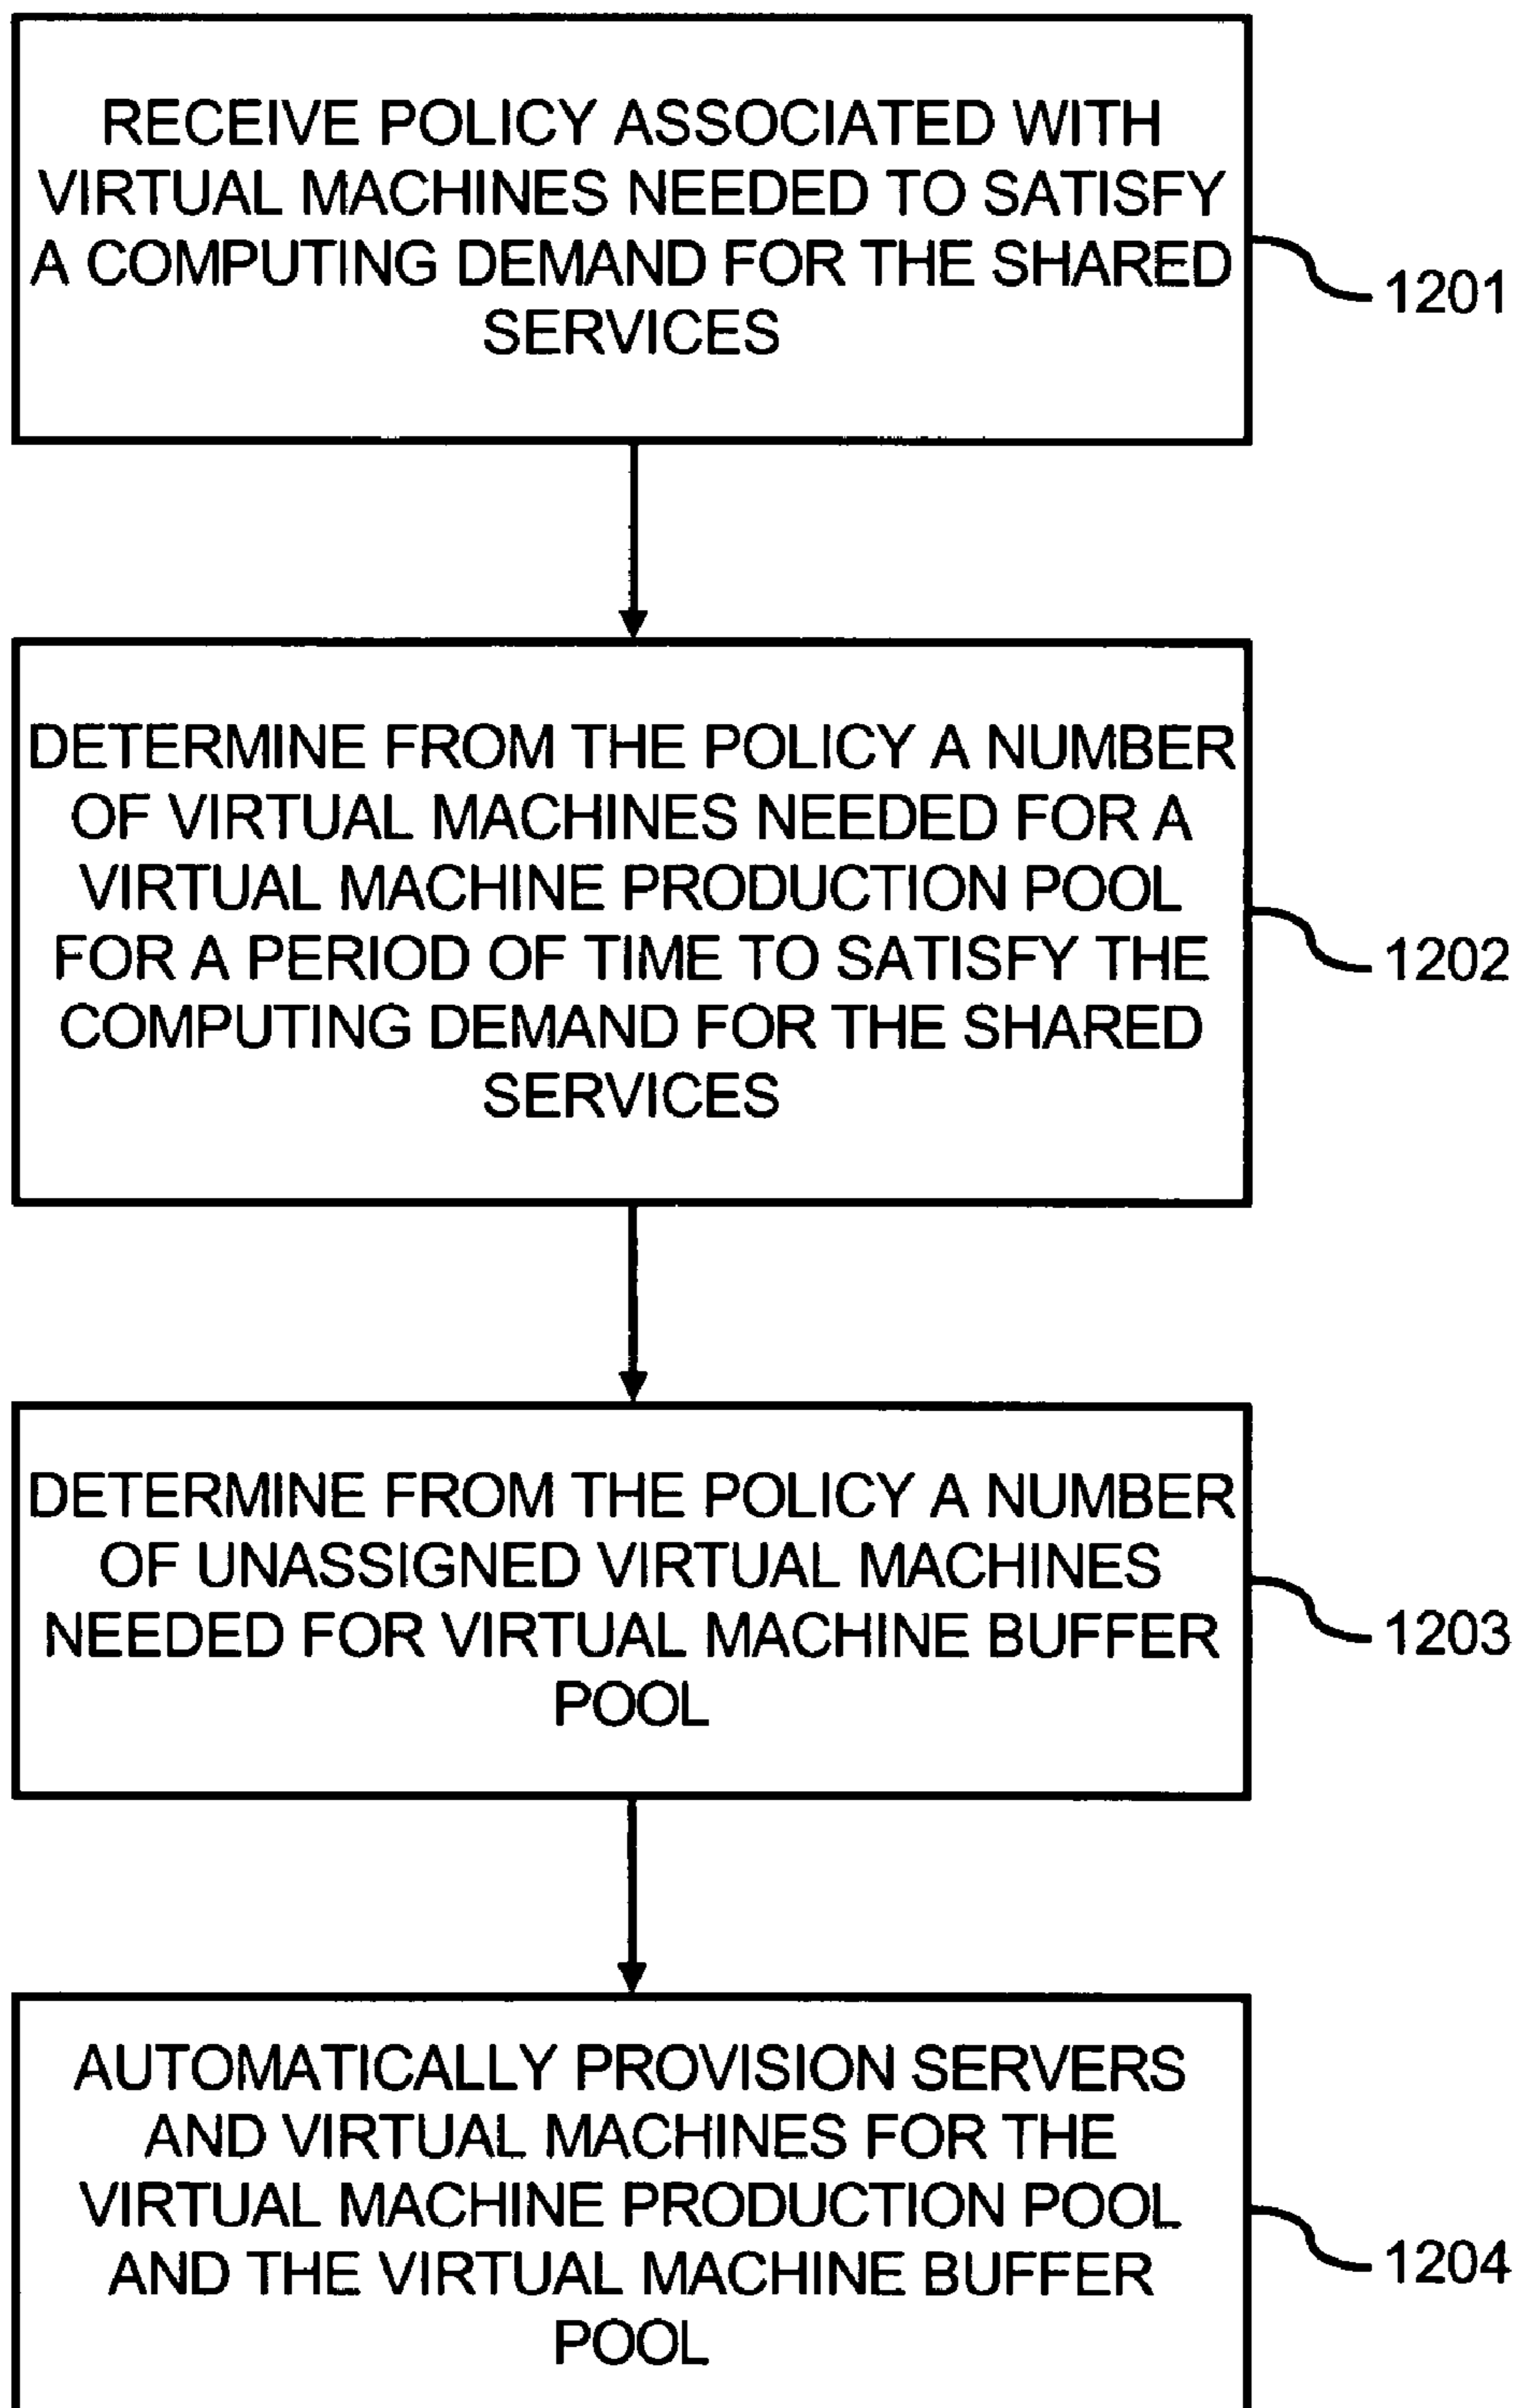 RECEIVE POLICY ASSOCIATED WITH
VIRTUAL MACHINES NEEDED TO SATISFY
A COMPUTING DEMAND FOR THE SHARED
SERVICES
1201
DETERMINE FROM THE POLICY A NUMBER
OF VIRTUAL MACHINES NEEDED FOR A
VIRTUAL MACHINE PRODUCTION POOL
FOR A PERIOD OF TIME TO SATISFY THE
COMPUTING DEMAND FOR THE SHARED
SERVICES
1202
DETERMINE FROM THE POLICY A NUMBER
OF UNASSIGNED VIRTUAL MACHINES
NEEDED FOR VIRTUAL MACHINE BUFFER
POOL
1203
AUTOMATICALLY PROVISION SERVERS
AND VIRTUAL MACHINES FOR THE
VIRTUAL MACHINE PRODUCTION POOL
AND THE VIRTUAL MACHINE BUFFER
POOL
1204